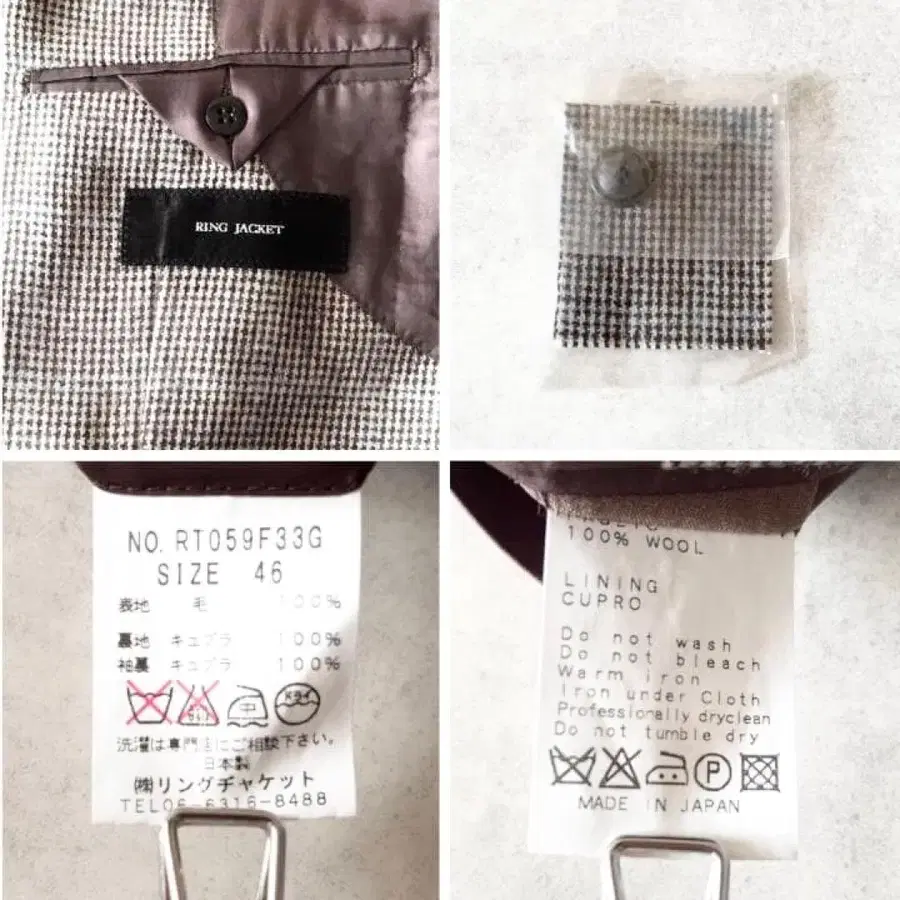 RING JACKET
NO. RT059F33G
SIZE 46
表地 毛 100%
裏地 キュプラ 100%
袖裏 キュプラ 100%
中
ドライ
洗濯は専門店にご相談下さい。
日本製
㈱リングヂャケット
TEL06-6316-8488
100% WOOL
LINING
CUPRO
Do not wash
Do not bleach
Warm iron
Iron under Cloth
Professionally dryclean
Do not tumble dry
P
MADE IN JAPAN